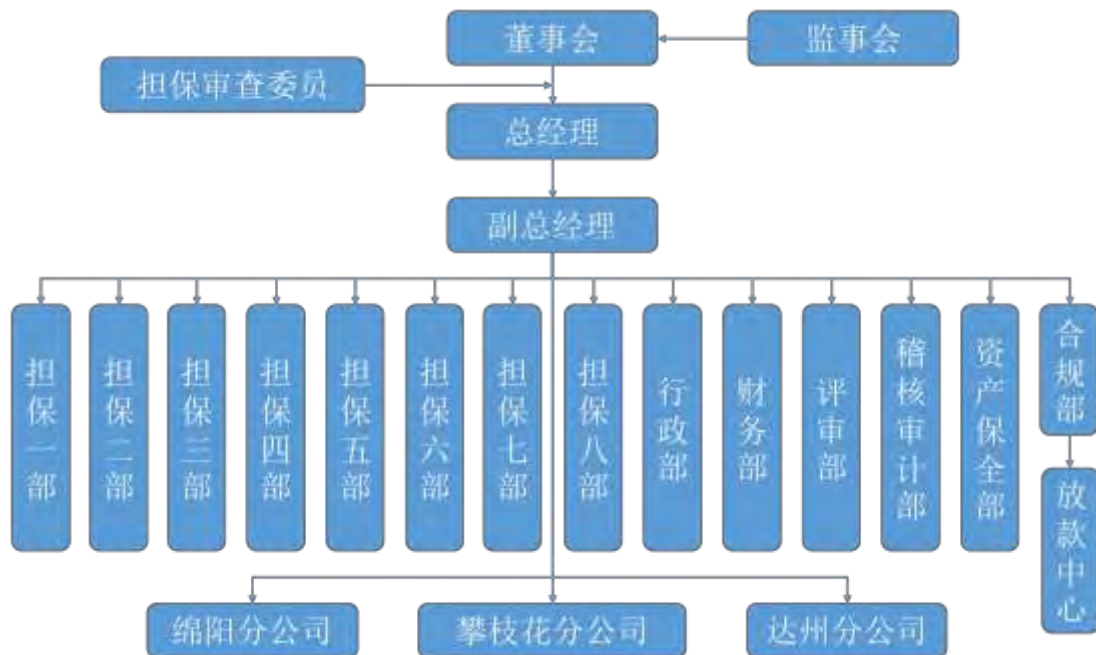 董事会
监事会
担保审查委员
总经理
副总经理
担保一部
担保二部
担保三部
担保四部
担保五部
担保六部
担保七部
担保八部
行政部
财务部
评审部
稽核审计部
资产保全部
合规部
放款中心
绵阳分公司
攀枝花分公司
达州分公司